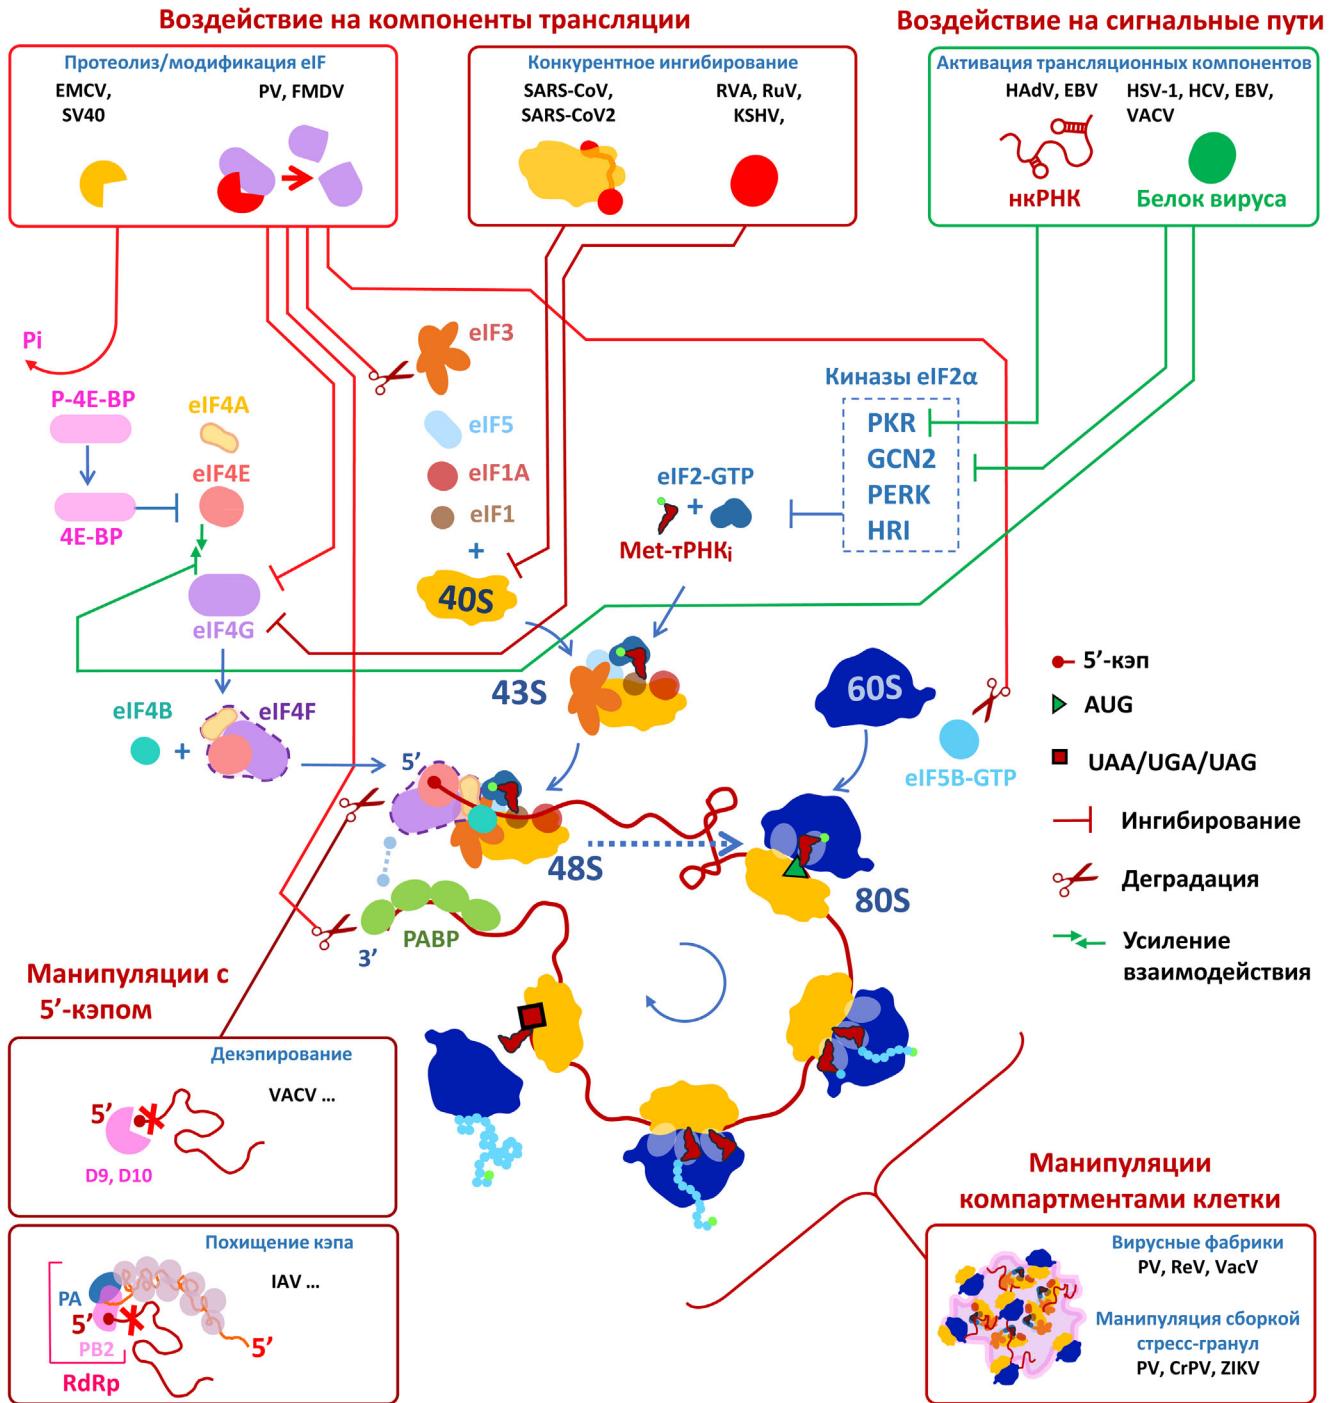 Воздействие на компоненты трансляции
Воздействие на сигнальные пути
Протеолиз/модификация eIF
EMCV,
SV40
PV, FMDV
Конкурентное ингибирование
SARS-CoV,
SARS-CoV2
RVA, RuV,
KSHV,
Активация трансляционных компонентов
HAdV, EBV
HSV-1, HCV, EBV,
VACV
нкРНК
Белок вируса
Pi
P-4E-BP
4E-BP
eIF4A
eIF4E
eIF4G
eIF3
eIF5
eIF1A
eIF1
+
40S
eIF2-GTP
+
Met-тРНКi
Киназы eIF2α
PKR
GCN2
PERK
HRI
43S
60S
eIF5B-GTP
eIF4B
+
eIF4F
5’
48S
80S
PABP
3’
5’-кэп
AUG
UAA/UGA/UAG
Ингибирование
Деградация
Усиление
взаимодействия
Манипуляции с
5’-кэпом
Декэпирование
VACV ...
5’
D9, D10
Похищение кэпа
IAV ...
PA
5’
PB2
5’
RdRp
Манипуляции
компартментами клетки
Вирусные фабрики
PV, ReV, VacV
Манипуляция сборкой
стресс-гранул
PV, CrPV, ZIKV